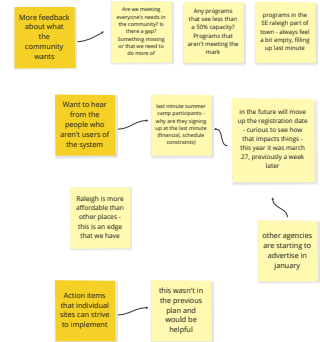 More feedback
about what
the
community
wants
Are we meeting
everyone's needs in
the community? Is
there a gap?
Something missing
or that we need to
do more of
Any programs
that see less than
a 50% capacity?
Programs that
aren't meeting the
mark
programs in the
SE raleigh part of
town - always feel
a bit empty, filling
up last minute
Want to hear
from the
people who
aren't users of
the system
last minute summer
camp participants -
why are they signing
up at the last minute
(financial, schedule
constraints)
in the future will move
up the registration date
- curious to see how
that impacts things -
this year it was march
27, previously a week
later
Raleigh is more
affordable than
other places -
this is an edge
that we have
other agencies
are starting to
advertise in
january
Action items
that individual
sites can strive
to implement
this wasn't in
the previous
plan and
would be
helpful